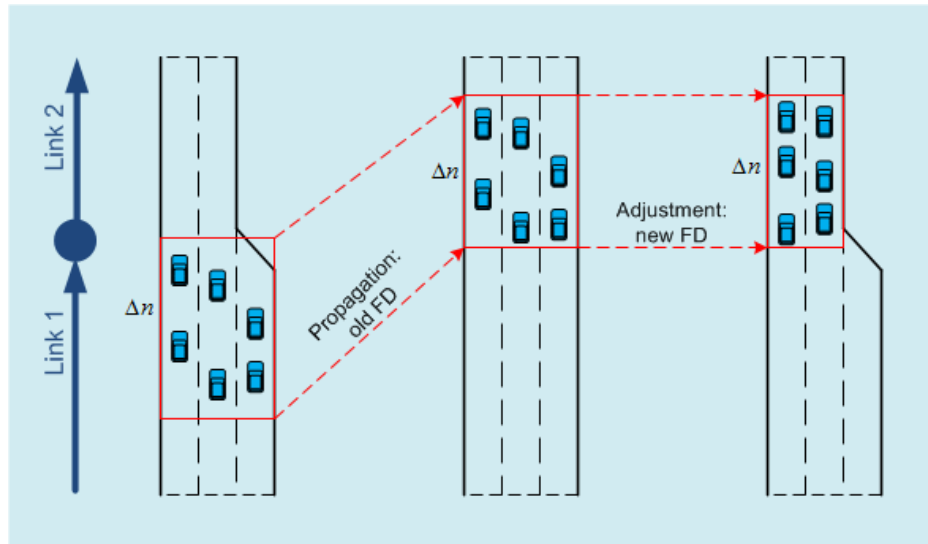 Link 2
Link 1
Δn
Propagation:
old FD
Δn
Adjustment:
new FD
Δn